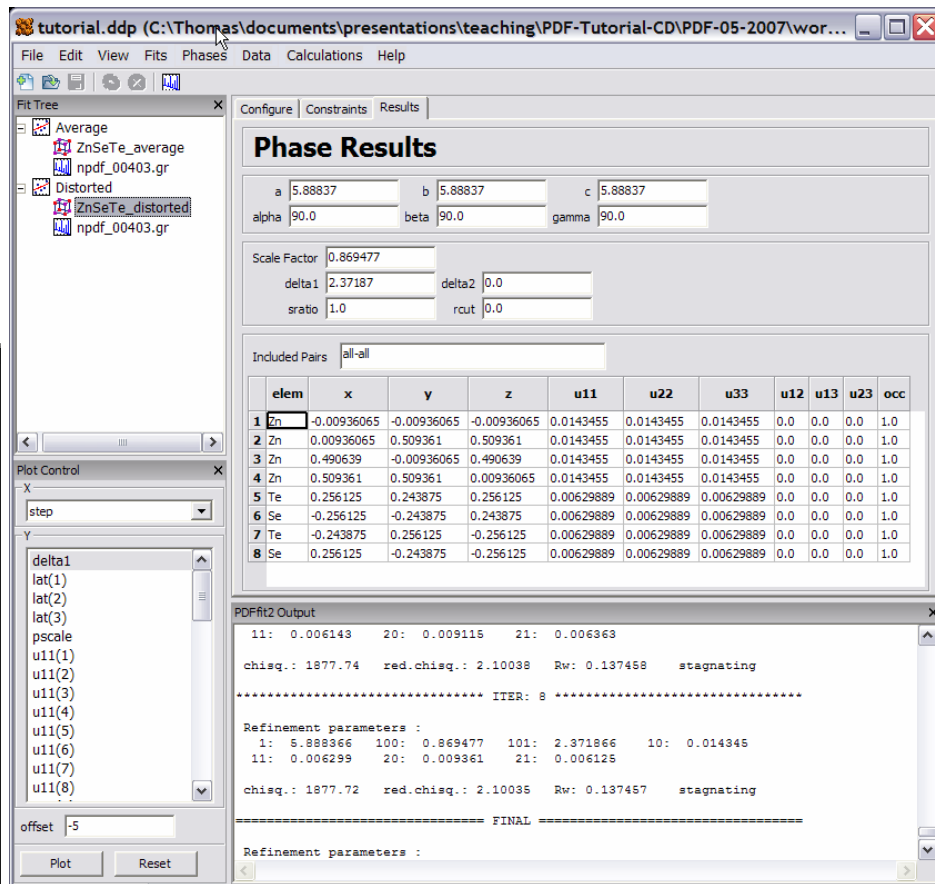 tutorial.ddp (C:\Thomas\documents\presentations\teaching\PDF-Tutorial-CD\PDF-05-2007\wor...
File Edit View Fits Phases Data Calculations Help
Fit Tree
Average
ZnSeTe_average
npdf_00403.gr
Distorted
ZnSeTe_distorted
npdf_00403.gr
Plot Control
X
step
Y
delta1
lat(1)
lat(2)
lat(3)
pscale
u11(1)
u11(2)
u11(3)
u11(4)
u11(5)
u11(6)
u11(7)
u11(8)
offset -5
Plot Reset
Configure Constraints Results
Phase Results
a 5.88837 b 5.88837 c 5.88837
alpha 90.0 beta 90.0 gamma 90.0
Scale Factor 0.869477
delta1 2.37187 delta2 0.0
sratio 1.0 rcut 0.0
Included Pairs all-all
elem x y z u11 u22 u33 u12 u13 u23 occ
1 Zn -0.00936065 -0.00936065 -0.00936065 0.0143455 0.0143455 0.0143455 0.0 0.0 0.0 1.0
2 Zn 0.00936065 0.509361 0.509361 0.0143455 0.0143455 0.0143455 0.0 0.0 0.0 1.0
3 Zn 0.490639 -0.00936065 0.490639 0.0143455 0.0143455 0.0143455 0.0 0.0 0.0 1.0
4 Zn 0.509361 0.509361 0.00936065 0.0143455 0.0143455 0.0143455 0.0 0.0 0.0 1.0
5 Te 0.256125 0.243875 0.256125 0.00629889 0.00629889 0.00629889 0.0 0.0 0.0 1.0
6 Se -0.256125 -0.243875 0.243875 0.00629889 0.00629889 0.00629889 0.0 0.0 0.0 1.0
7 Te -0.243875 0.256125 -0.256125 0.00629889 0.00629889 0.00629889 0.0 0.0 0.0 1.0
8 Se 0.256125 -0.243875 -0.256125 0.00629889 0.00629889 0.00629889 0.0 0.0 0.0 1.0
PDFfit2 Output
11: 0.006143 20: 0.009115 21: 0.006363
chisq.: 1877.74 red.chisq.: 2.10038 Rw: 0.137458 stagnating
******************************** ITER: 8 ********************************
Refinement parameters :
1: 5.888366 100: 0.869477 101: 2.371866 10: 0.014345
11: 0.006299 20: 0.009361 21: 0.006125
chisq.: 1877.72 red.chisq.: 2.10035 Rw: 0.137457 stagnating
================================ FINAL ==================================
Refinement parameters :